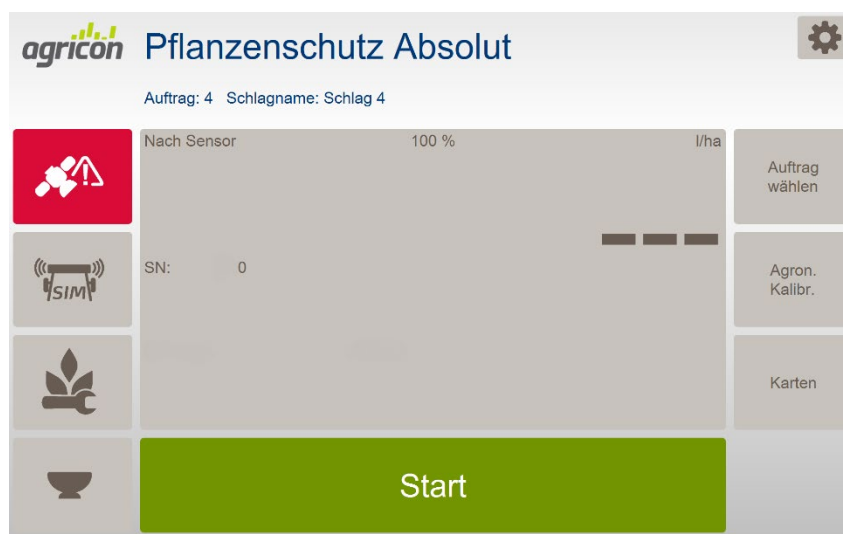 agricon
Pflanzenschutz Absolut
Auftrag: 4 Schlagname: Schlag 4
Nach Sensor 100 % l/ha
Auftrag
wählen
SIM
SN: 0
Agron.
Kalibr.
Karten
Start